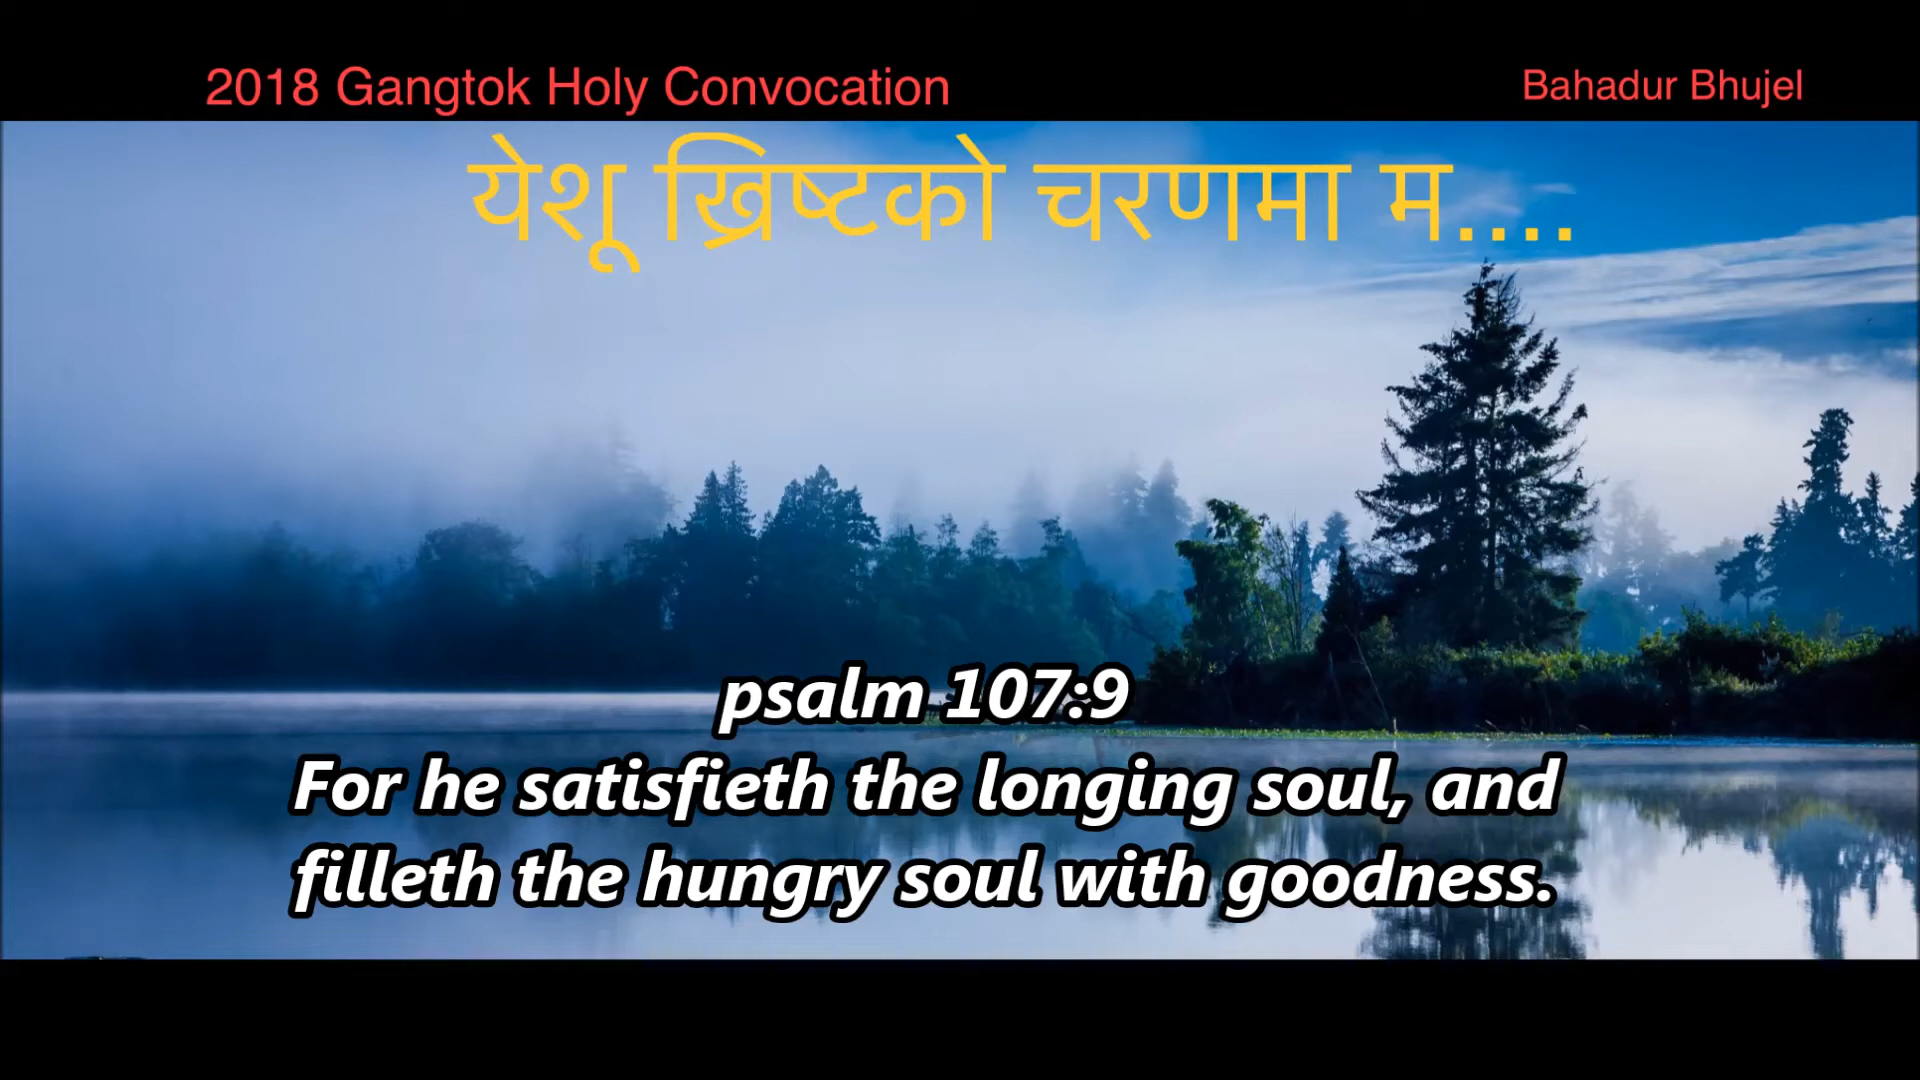 2018 Gangtok Holy Convocation
Bahadur Bhujel
येशू ख्रिष्टको चरणमा म....
psalm 107:9
For he satisfieth the longing soul, and
filleth the hungry soul with goodness.